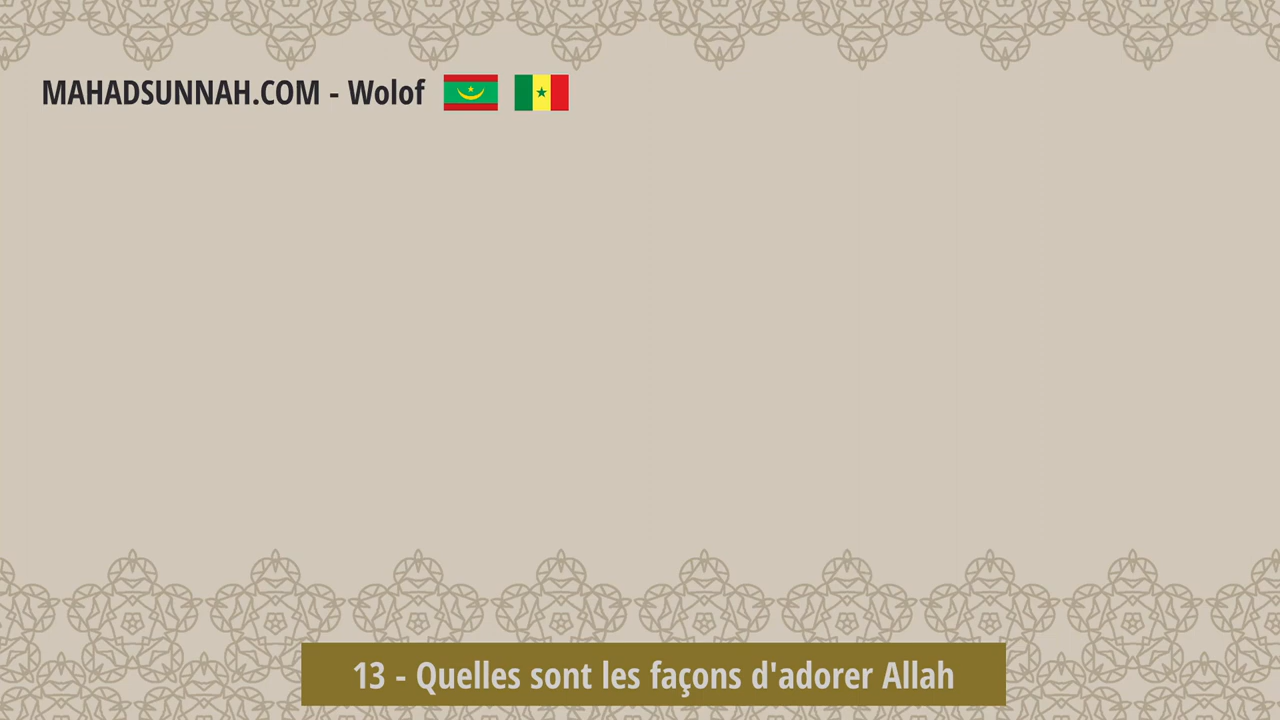 MAHADSUNNAH.COM - Wolof
13 - Quelles sont les façons d'adorer Allah